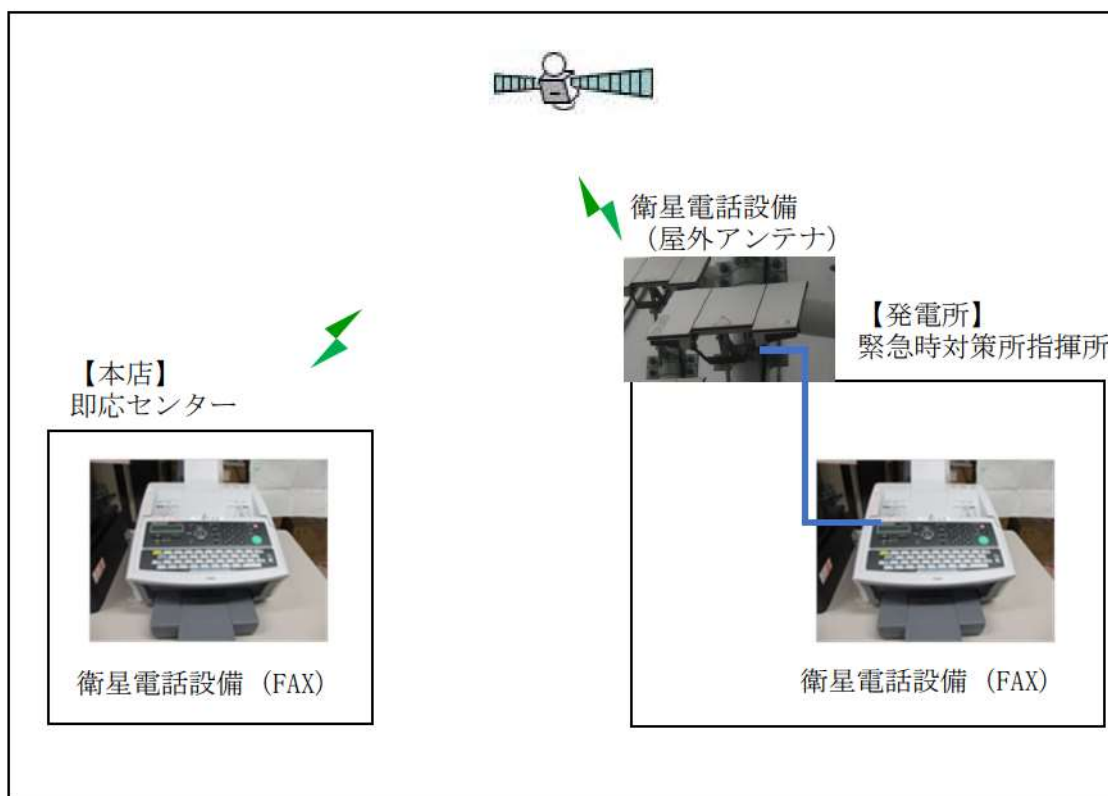 衛星電話設備
(屋外アンテナ)
【発電所】
緊急時対策所指揮所
【本店】
即応センター
衛星電話設備 (FAX)
衛星電話設備 (FAX)